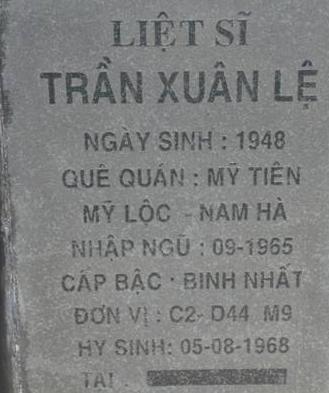 LIỆT SĨ
TRẦN XUÂN LỆ
NGÀY SINH : 1948
QUÊ QUÁN : MỸ TIÊN
MỸ LỘC - NAM HÀ
NHẬP NGŨ : 09-1965
CẤP BẬC : BINH NHẤT
ĐƠN VỊ : C2- D44 M9
HY SINH: 05-08-1968
TẠI :